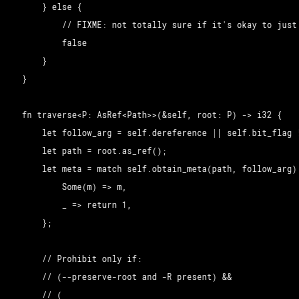 } else {
// FIXME: not totally sure if it's okay to just
false
}
}
fn traverse<P: AsRef<Path>>(&self, root: P) -> i32 {
let follow_arg = self.dereference || self.bit_flag
let path = root.as_ref();
let meta = match self.obtain_meta(path, follow_arg)
Some(m) => m,
_ => return 1,
};
// Prohibit only if:
// (--preserve-root and -R present) &&
// (